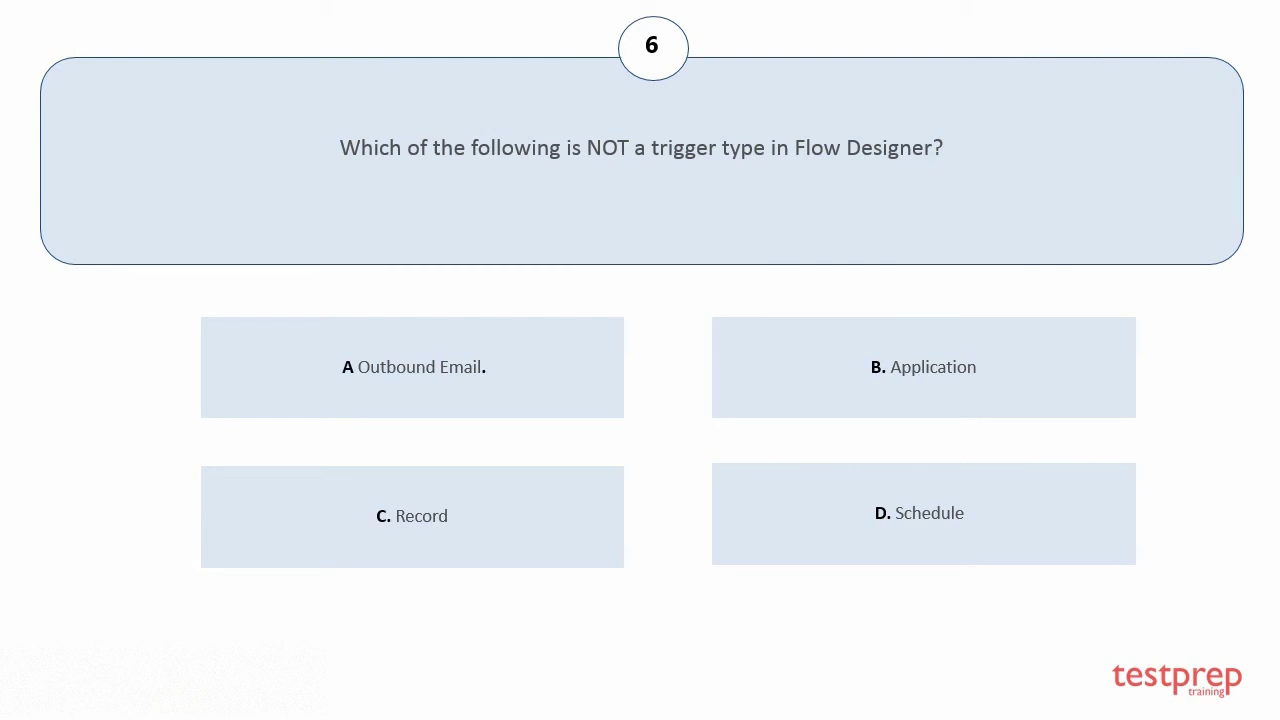 6
Which of the following is NOT a trigger type in Flow Designer?
A Outbound Email.
B. Application
C. Record
D. Schedule
testprep
training